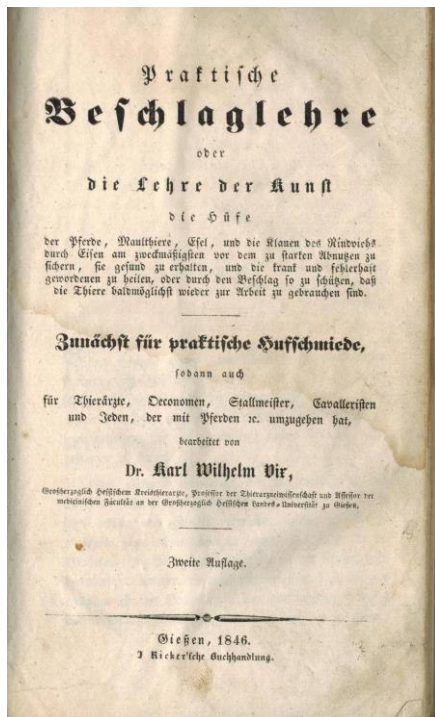 Praktische
Beschlaglehre
oder
die Lehre der Kunst
die Hüfe
der Pferde, Maulthiere, Esel, und die Klauen des Rindviehs
durch Eisen am zweckmäßigsten vor dem zu starken Abnutzen zu
sichern, sie gesund zu erhalten, und die krank und fehlerhaft
gewordenen zu heilen, oder durch den Beschlag so zu schützen, daß
die Thiere baldmöglichst wieder zur Arbeit zu gebrauchen sind.
Zunächst für praktische Hufschmiede,
sodann auch
für Thierärzte, Oeconomen, Stallmeister, Cavalleristen
und Jeden, der mit Pferden ꝛc. umzugehen hat,
bearbeitet von
Dr. Karl Wilhelm Vix,
Großherzoglich Hessischem Kreisthierarzte, Professor der Thierarzneiwissenschaft und Assessor der
medizinischen Facultät an der Großherzoglich Hessischen Landes-Universität zu Gießen.
Zweite Auflage.
Gießen, 1846.
J Ricker'sche Buchhandlung.